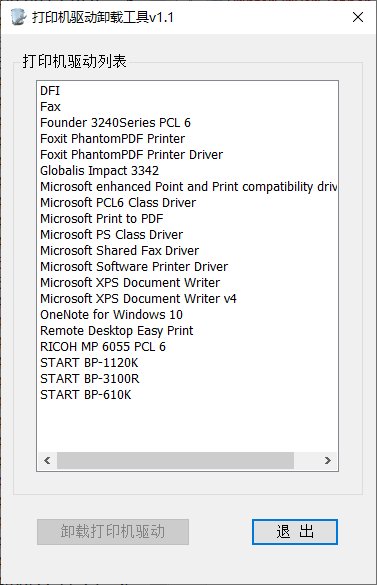 打印机驱动卸载工具v1.1
打印机驱动列表
DFI
Fax
Founder 3240Series PCL 6
Foxit PhantomPDF Printer
Foxit PhantomPDF Printer Driver
Globalis Impact 3342
Microsoft enhanced Point and Print compatibility driv
Microsoft PCL6 Class Driver
Microsoft Print to PDF
Microsoft PS Class Driver
Microsoft Shared Fax Driver
Microsoft Software Printer Driver
Microsoft XPS Document Writer
Microsoft XPS Document Writer v4
OneNote for Windows 10
Remote Desktop Easy Print
RICOH MP 6055 PCL 6
START BP-1120K
START BP-3100R
START BP-610K
卸载打印机驱动
退 出